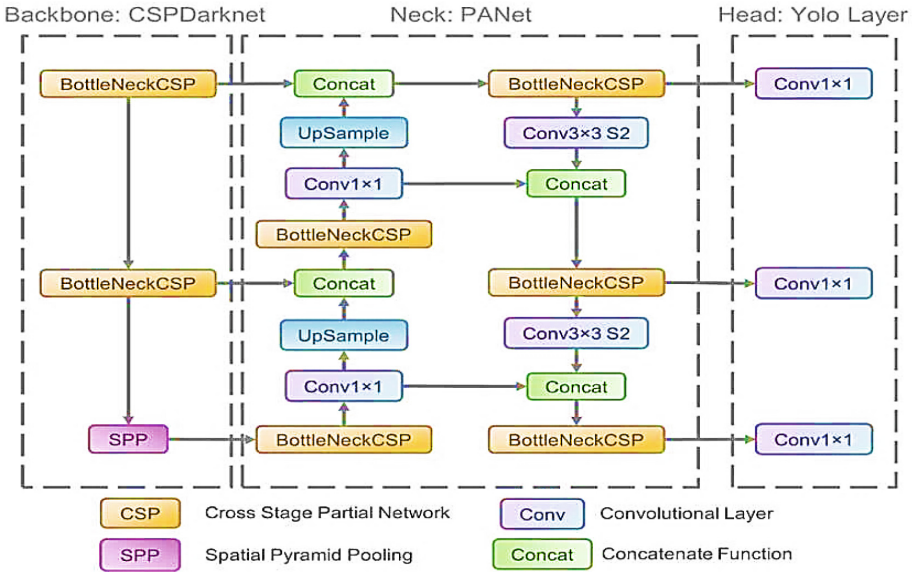 Backbone: CSPDarknet
Neck: PANet
Head: Yolo Layer
BottleNeckCSP
Concat
BottleNeckCSP
Conv1×1
UpSample
Conv3×3 S2
Conv1×1
Concat
BottleNeckCSP
BottleNeckCSP
Concat
BottleNeckCSP
Conv1×1
UpSample
Conv3×3 S2
Conv1×1
Concat
SPP
BottleNeckCSP
BottleNeckCSP
Conv1×1
CSP
Cross Stage Partial Network
Conv
Convolutional Layer
SPP
Spatial Pyramid Pooling
Concat
Concatenate Function